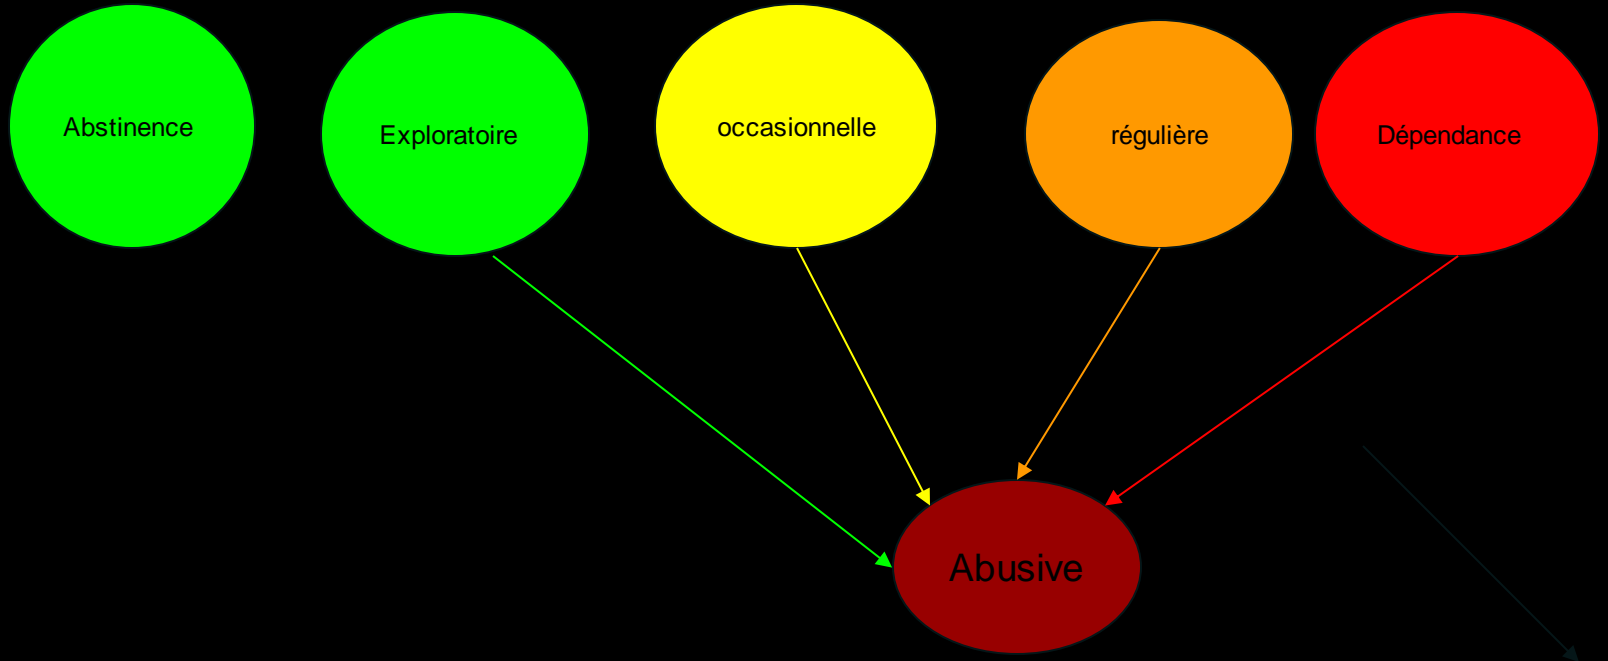 Abstinence
Exploratoire
occasionnelle
régulière
Dépendance
Abusive